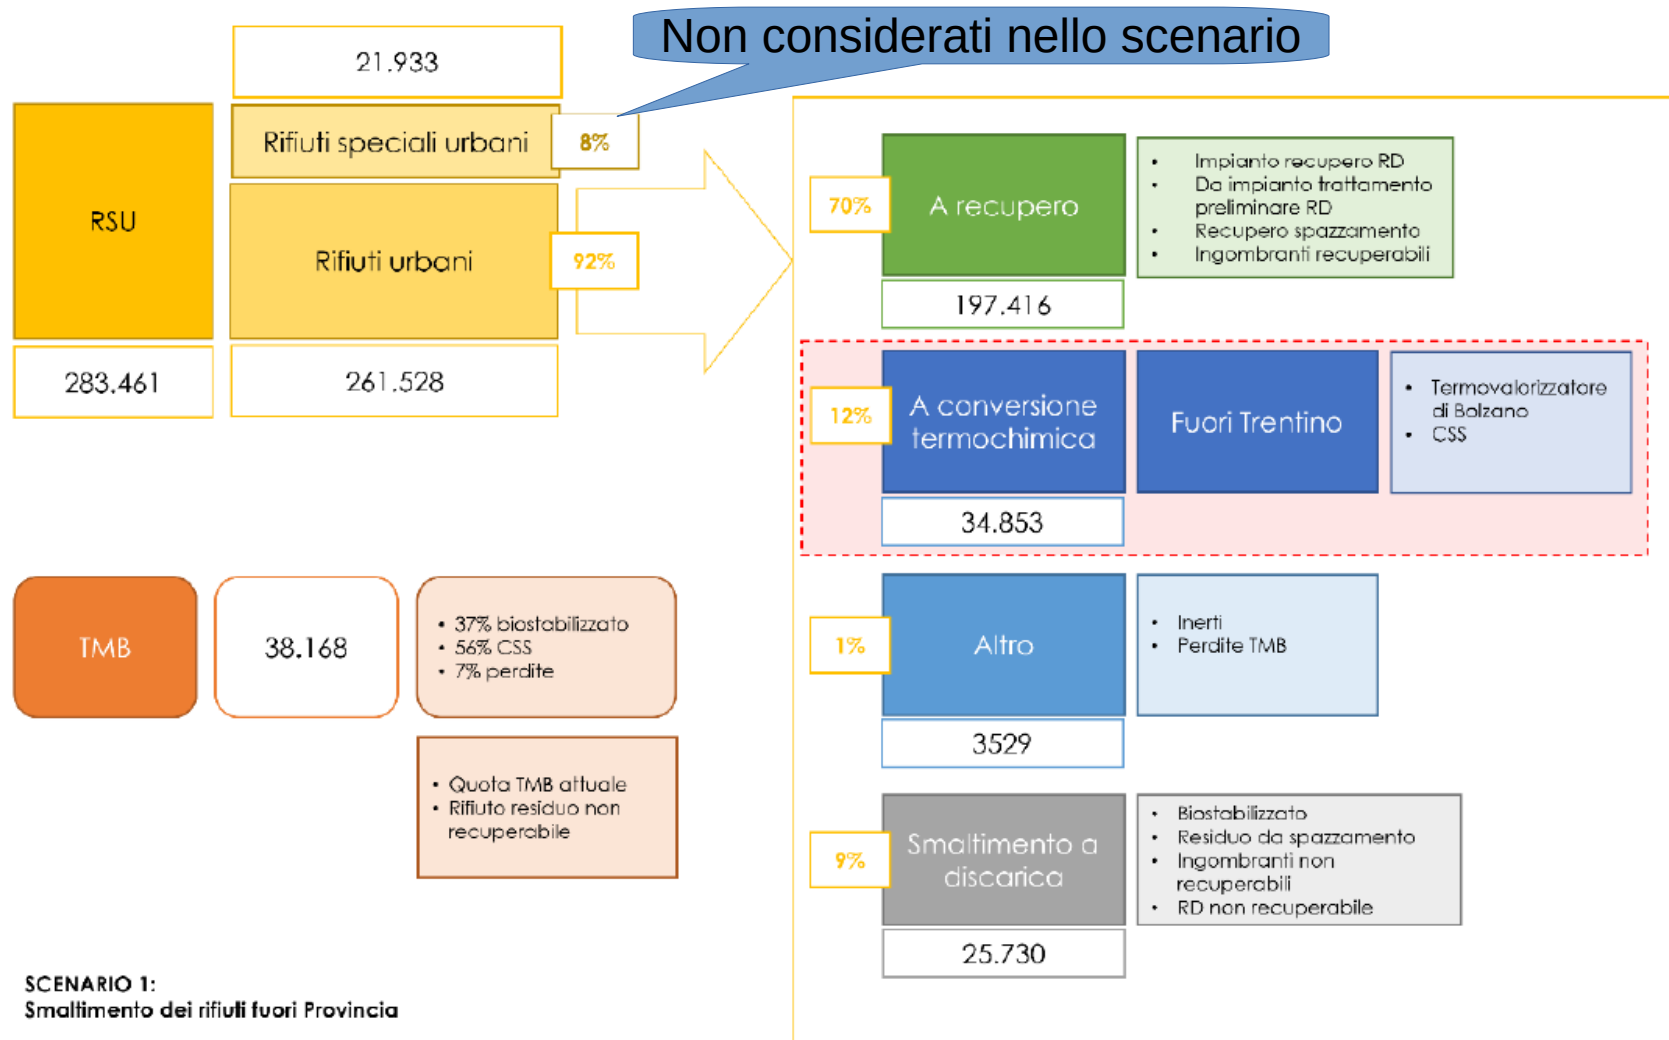 Non considerati nello scenario
21.933
Rifiuti speciali urbani
8%
RSU
Rifiuti urbani
92%
283.461
261.528
70%
A recupero
• Impianto recupero RD
• Da impianto trattamento
preliminare RD
• Recupero spazzamento
• Ingombranti recuperabili
197.416
12%
A conversione
termochimica
Fuori Trentino
• Termovalorizzatore
di Bolzano
• CSS
34.853
TMB
38.168
• 37% biostabilizzato
• 56% CSS
• 7% perdite
1%
Altro
• Inerti
• Perdite TMB
3529
• Quota TMB attuale
• Rifiuto residuo non
recuperabile
9%
Smaltimento a
discarica
• Biostabilizzato
• Residuo da spazzamento
• Ingombranti non
recuperabili
• RD non recuperabile
25.730
SCENARIO 1:
Smaltimento dei rifiuti fuori Provincia